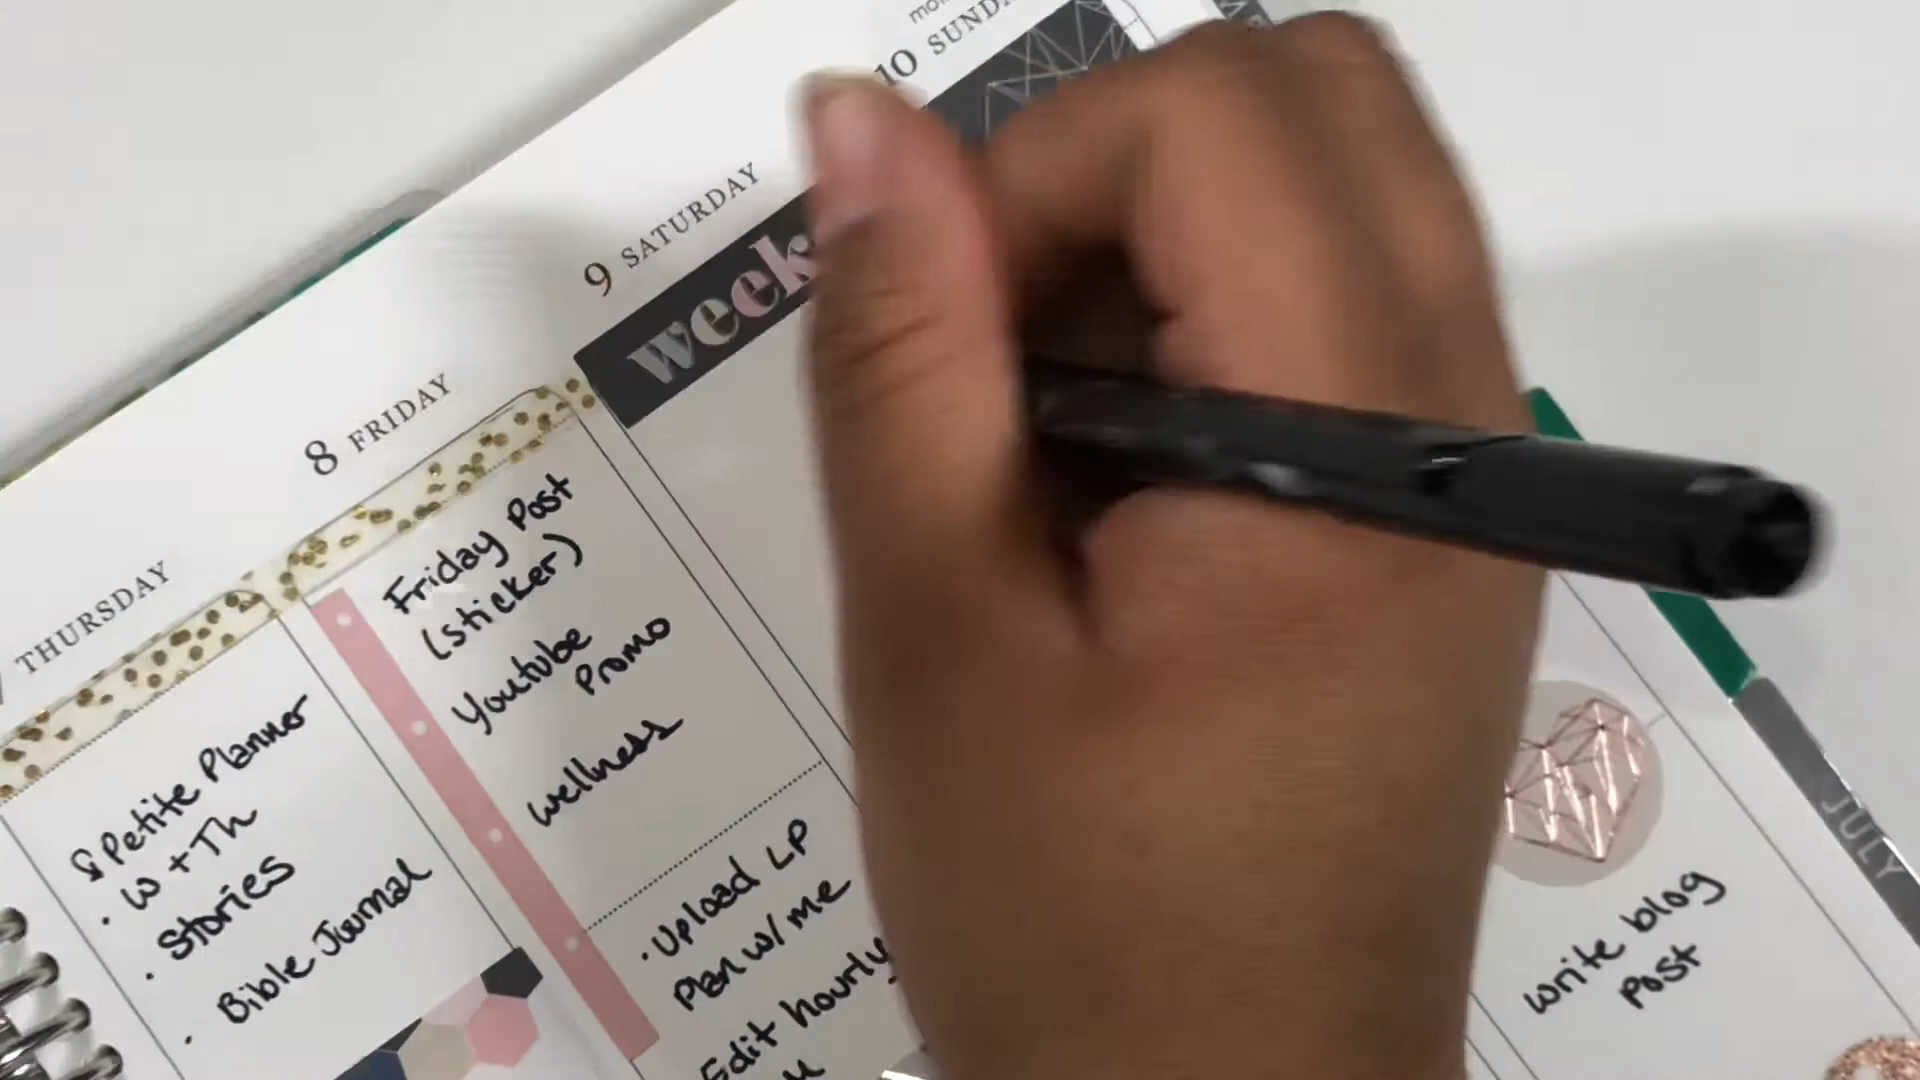 THURSDAY
Petite Planner
· W + Th
· Stories
· Bible Journal
8 FRIDAY
Friday Post
(sticker)
Youtube
Promo
Wellness
· Upload LP
Plan w/ me
Edit hourly
9 SATURDAY
week
10
write blog
post
JULY